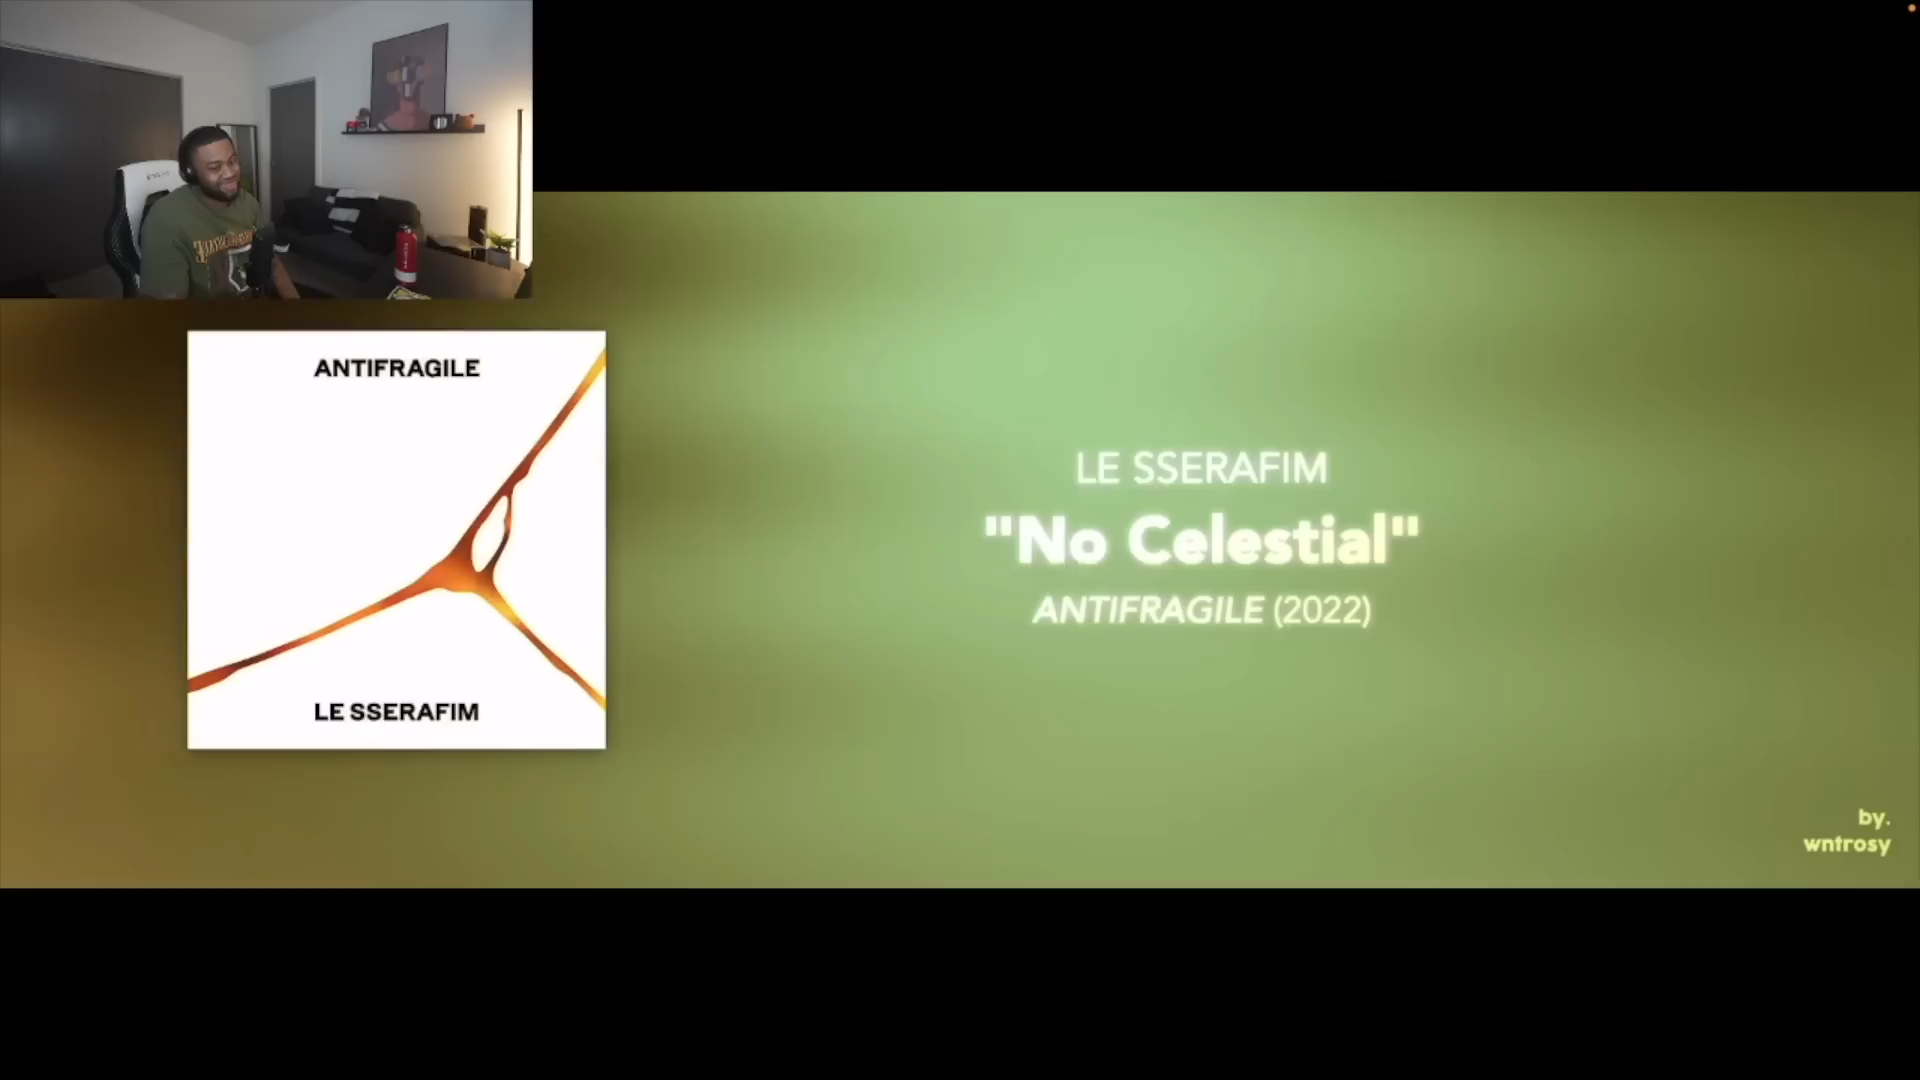 ANTIFRAGILE
LE SSERAFIM
LE SSERAFIM
"No Celestial"
ANTIFRAGILE (2022)
by.
wntrosy